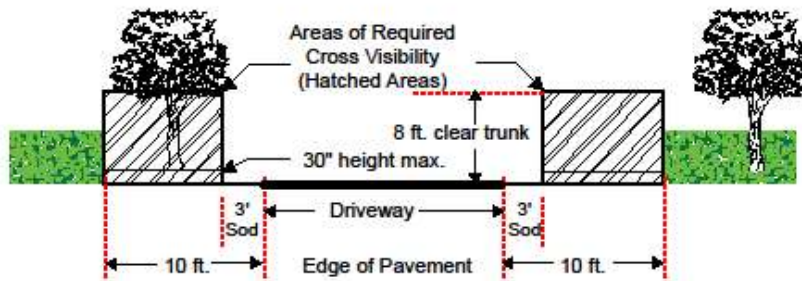 Areas of Required
Cross Visibility
(Hatched Areas)
8 ft. clear trunk
30" height max.
3'
Sod
Driveway
3'
Sod
10 ft.
Edge of Pavement
10 ft.